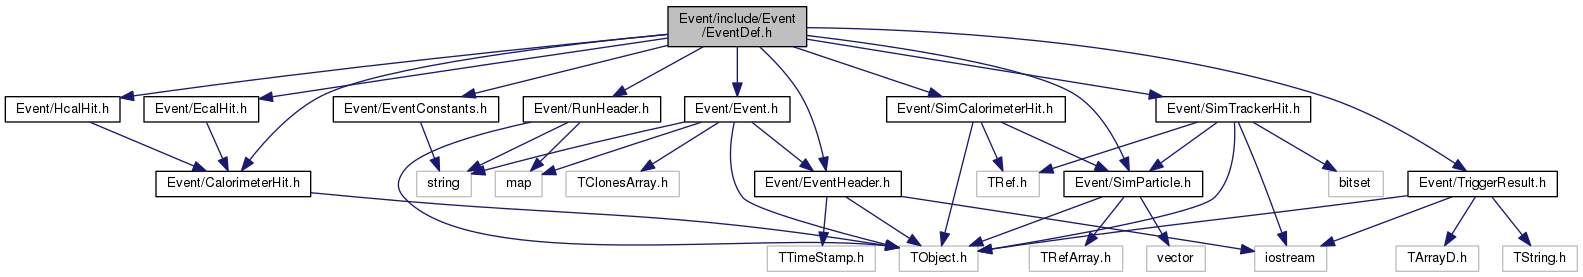 Event/include/Event
/EventDef.h
Event/HcalHit.h
Event/EcalHit.h
Event/EventConstants.h
Event/RunHeader.h
Event/Event.h
Event/SimCalorimeterHit.h
Event/SimTrackerHit.h
Event/CalorimeterHit.h
string
map
TClonesArray.h
Event/EventHeader.h
TRef.h
Event/SimParticle.h
bitset
Event/TriggerResult.h
TTimeStamp.h
TObject.h
TRefArray.h
vector
iostream
TArrayD.h
TString.h